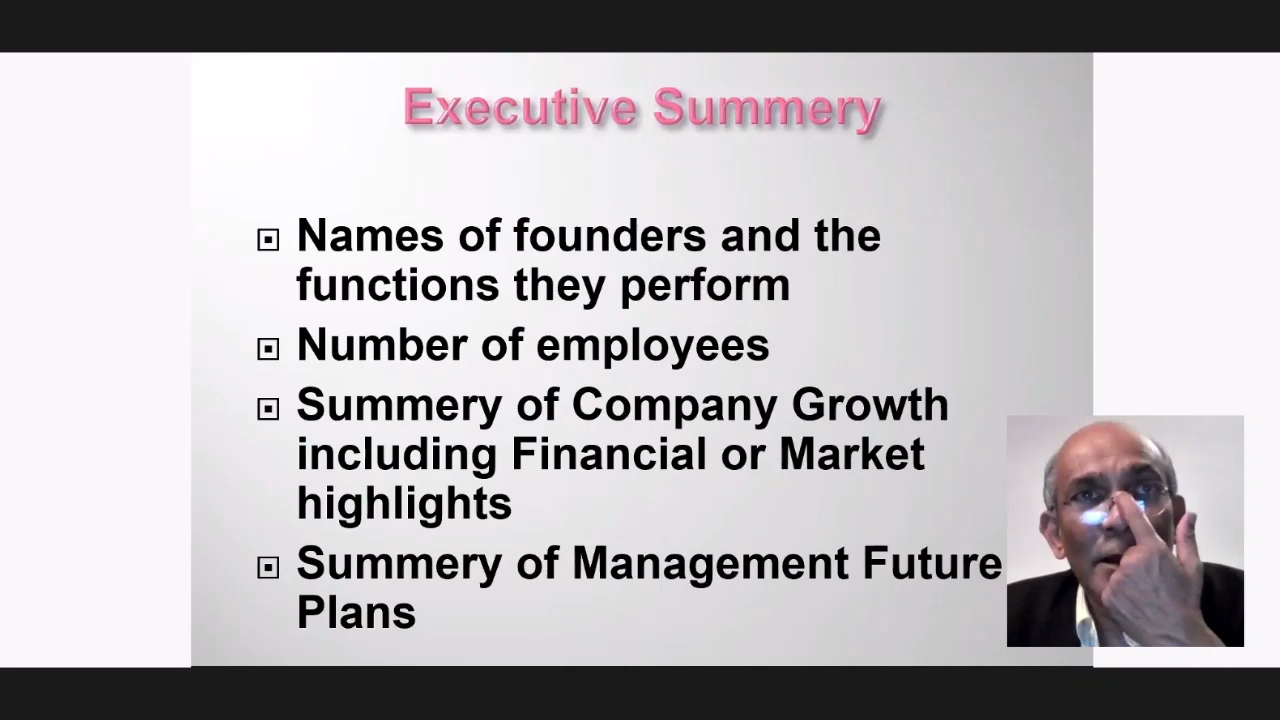 Executive Summery
Names of founders and the
functions they perform
Number of employees
Summery of Company Growth
including Financial or Market
highlights
Summery of Management Future
Plans